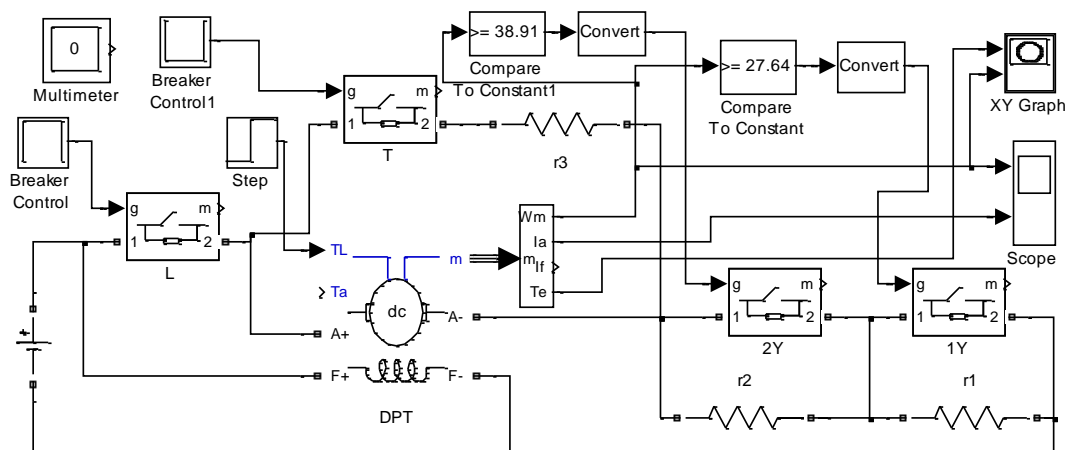 0
Multimeter
Breaker
Control1
>= 38.91
Compare
To Constant1
Convert
>= 27.64
Compare
To Constant
Convert
XY Graph
g
m
1
2
T
r3
Breaker
Control
Step
g
m
1
2
L
TL
m
Ta
dc
A+
A-
F+
F-
DPT
m
Wm
Ia
If
Te
Scope
g
m
1
2
2Y
g
m
1
2
1Y
r2
r1